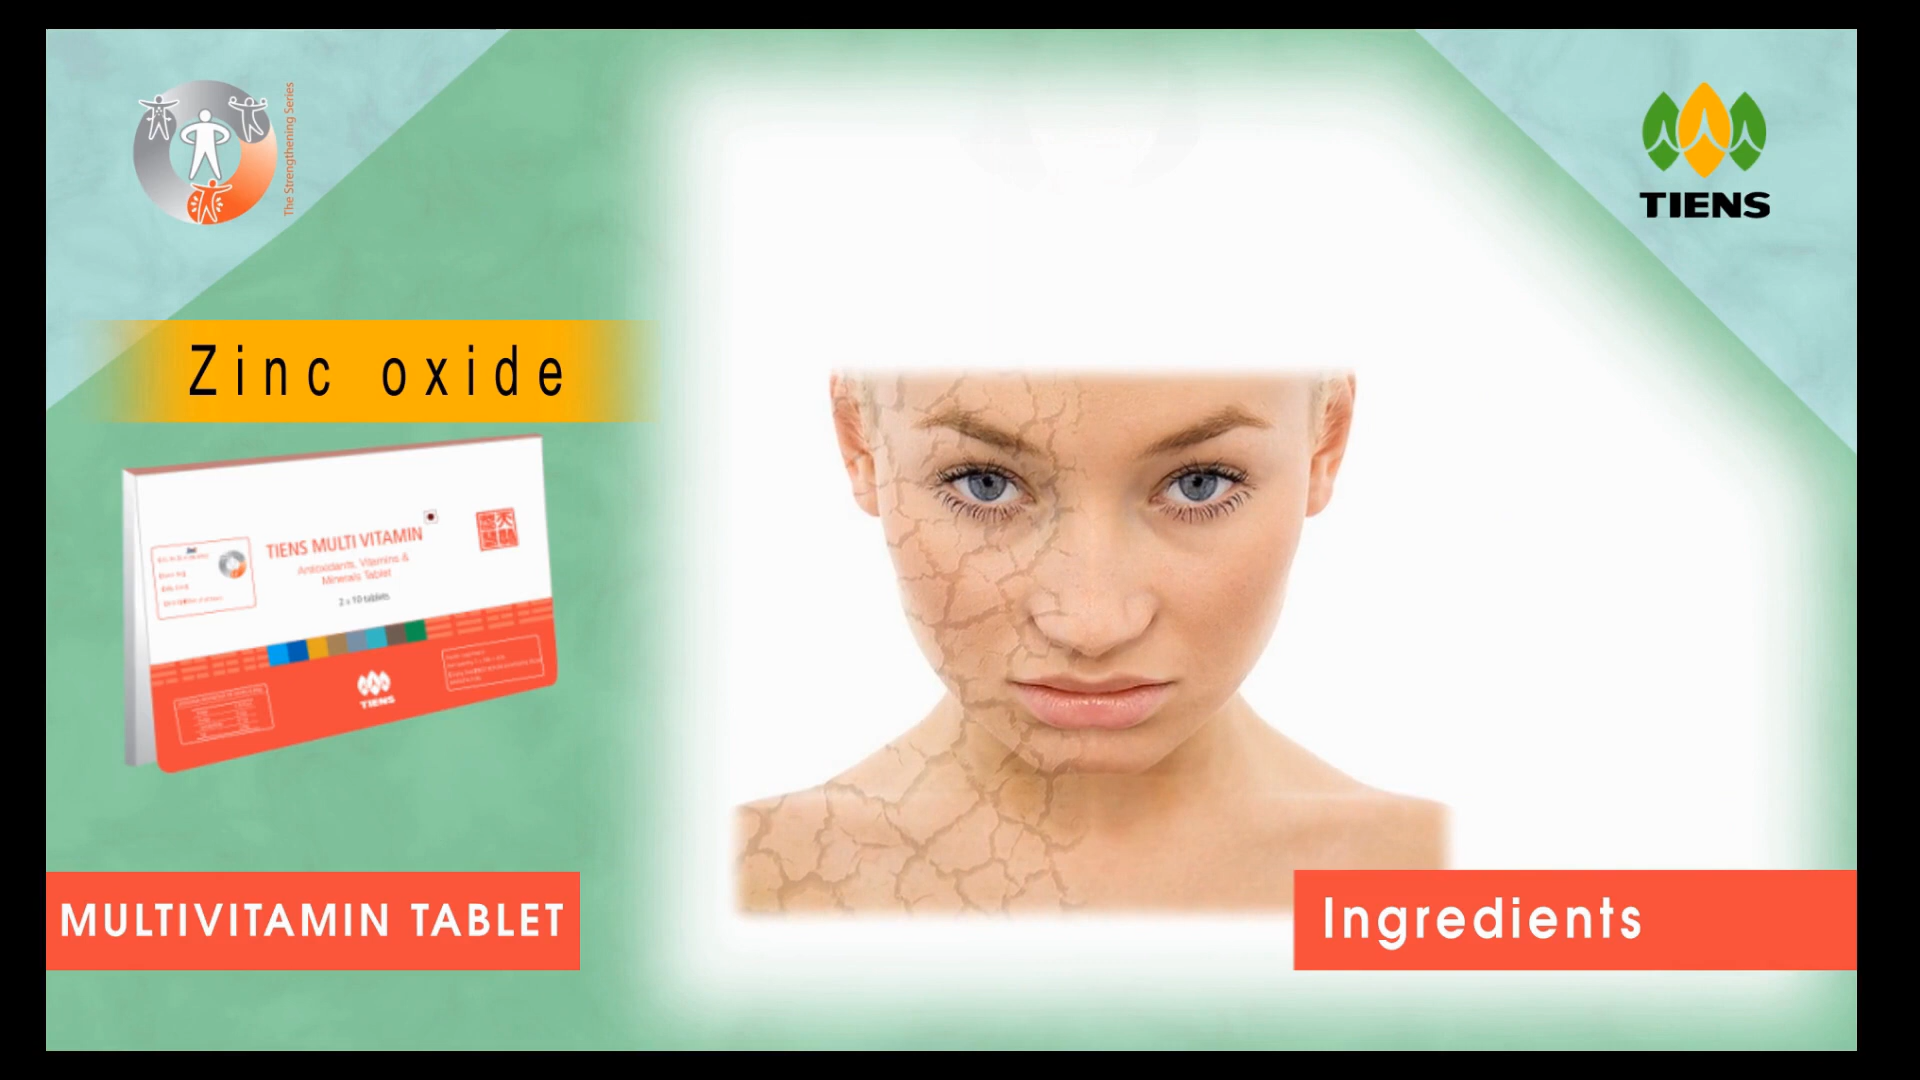 The Strengthening Series
TIENS
Zinc oxide
TIENS MULTI VITAMIN
Antioxidants, Vitamins &
Minerals Tablet
2 x 10 tablets
TIENS
MULTIVITAMIN TABLET
Ingredients